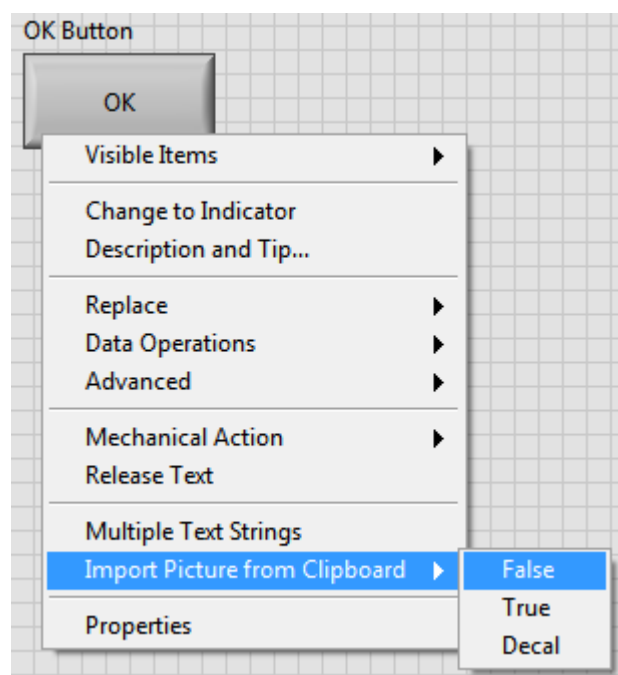 OK Button
OK
Visible Items
Change to Indicator
Description and Tip...
Replace
Data Operations
Advanced
Mechanical Action
Release Text
Multiple Text Strings
Import Picture from Clipboard
False
True
Decal
Properties